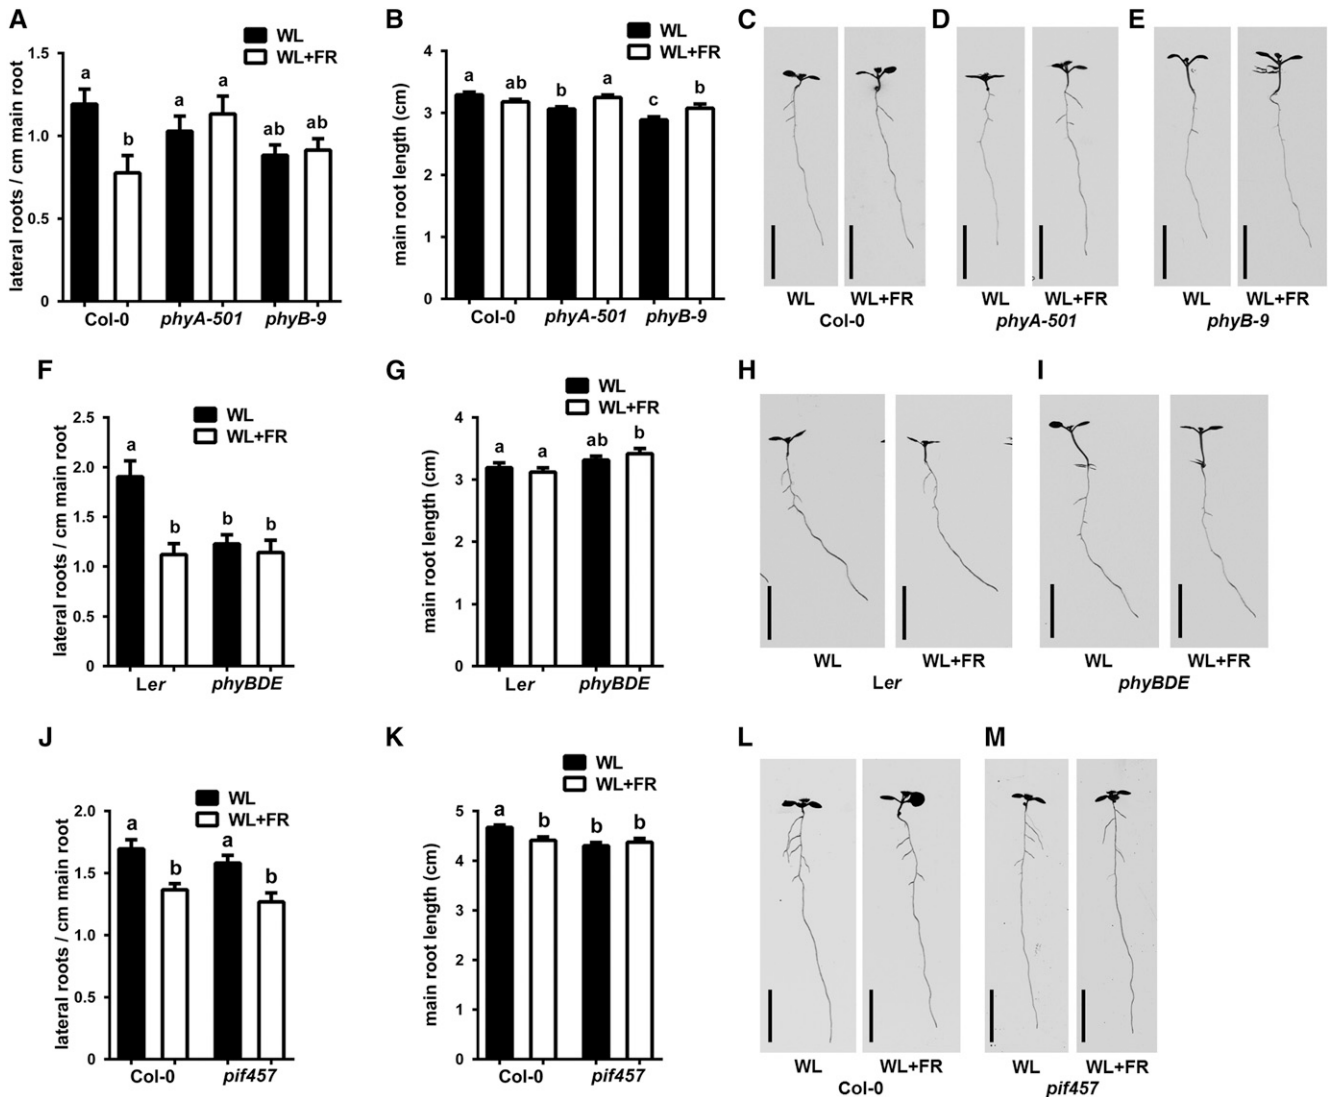 A
WL
WL+FR
lateral roots / cm main root
1.5
1.0
0.5
0
a
b
a
a
ab
ab
Col-0 phyA-501 phyB-9
B
WL
WL+FR
main root length (cm)
4
3
2
1
0
a
ab
b
a
c
b
Col-0 phyA-501 phyB-9
C
WL WL+FR
Col-0
D
WL WL+FR
phyA-501
E
WL WL+FR
phyB-9
F
WL
WL+FR
lateral roots / cm main root
2.5
2.0
1.5
1.0
0.5
0
a
b
b
b
Ler phyBDE
G
WL
WL+FR
main root length (cm)
4
3
2
1
0
a
a
ab
b
Ler phyBDE
H
WL WL+FR
Ler
I
WL WL+FR
phyBDE
J
WL
WL+FR
lateral roots / cm main root
2.0
1.5
1.0
0.5
0
a
b
a
b
Col-0 pif457
K
WL
WL+FR
main root length (cm)
5
4
3
2
1
0
a
b
b
b
Col-0 pif457
L
WL WL+FR
Col-0
M
WL WL+FR
pif457